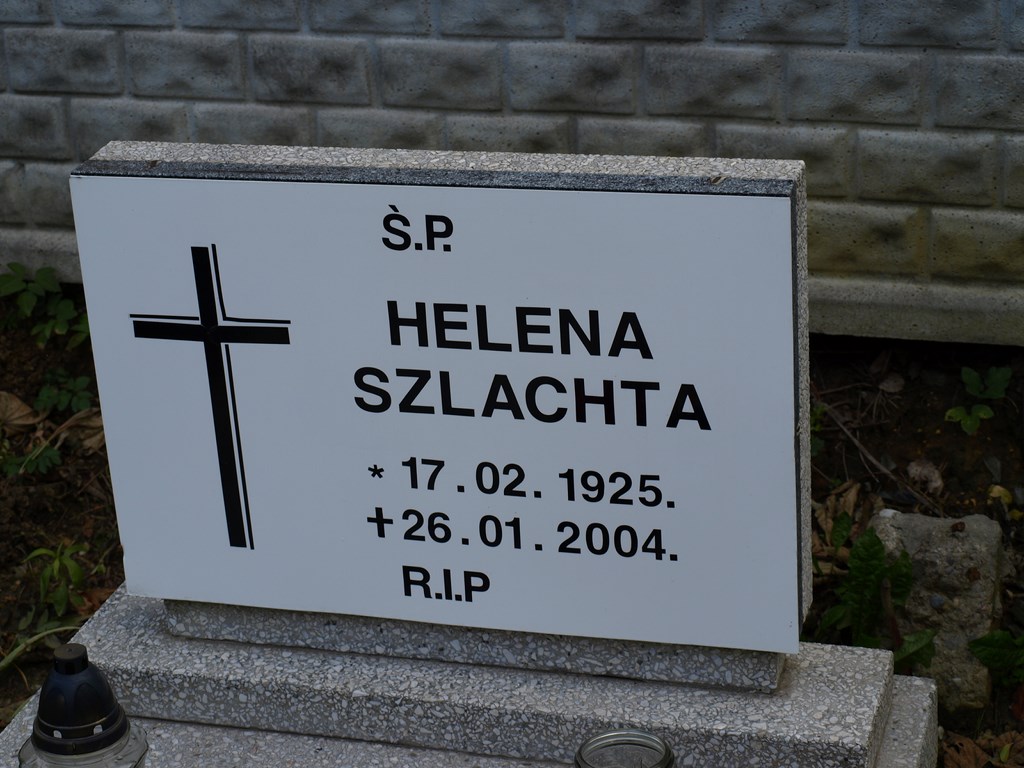 Ṡ̀.P.
HELENA
SZLACHTA
* 17.02.1925.
✝26.01.2004.
R.I.P